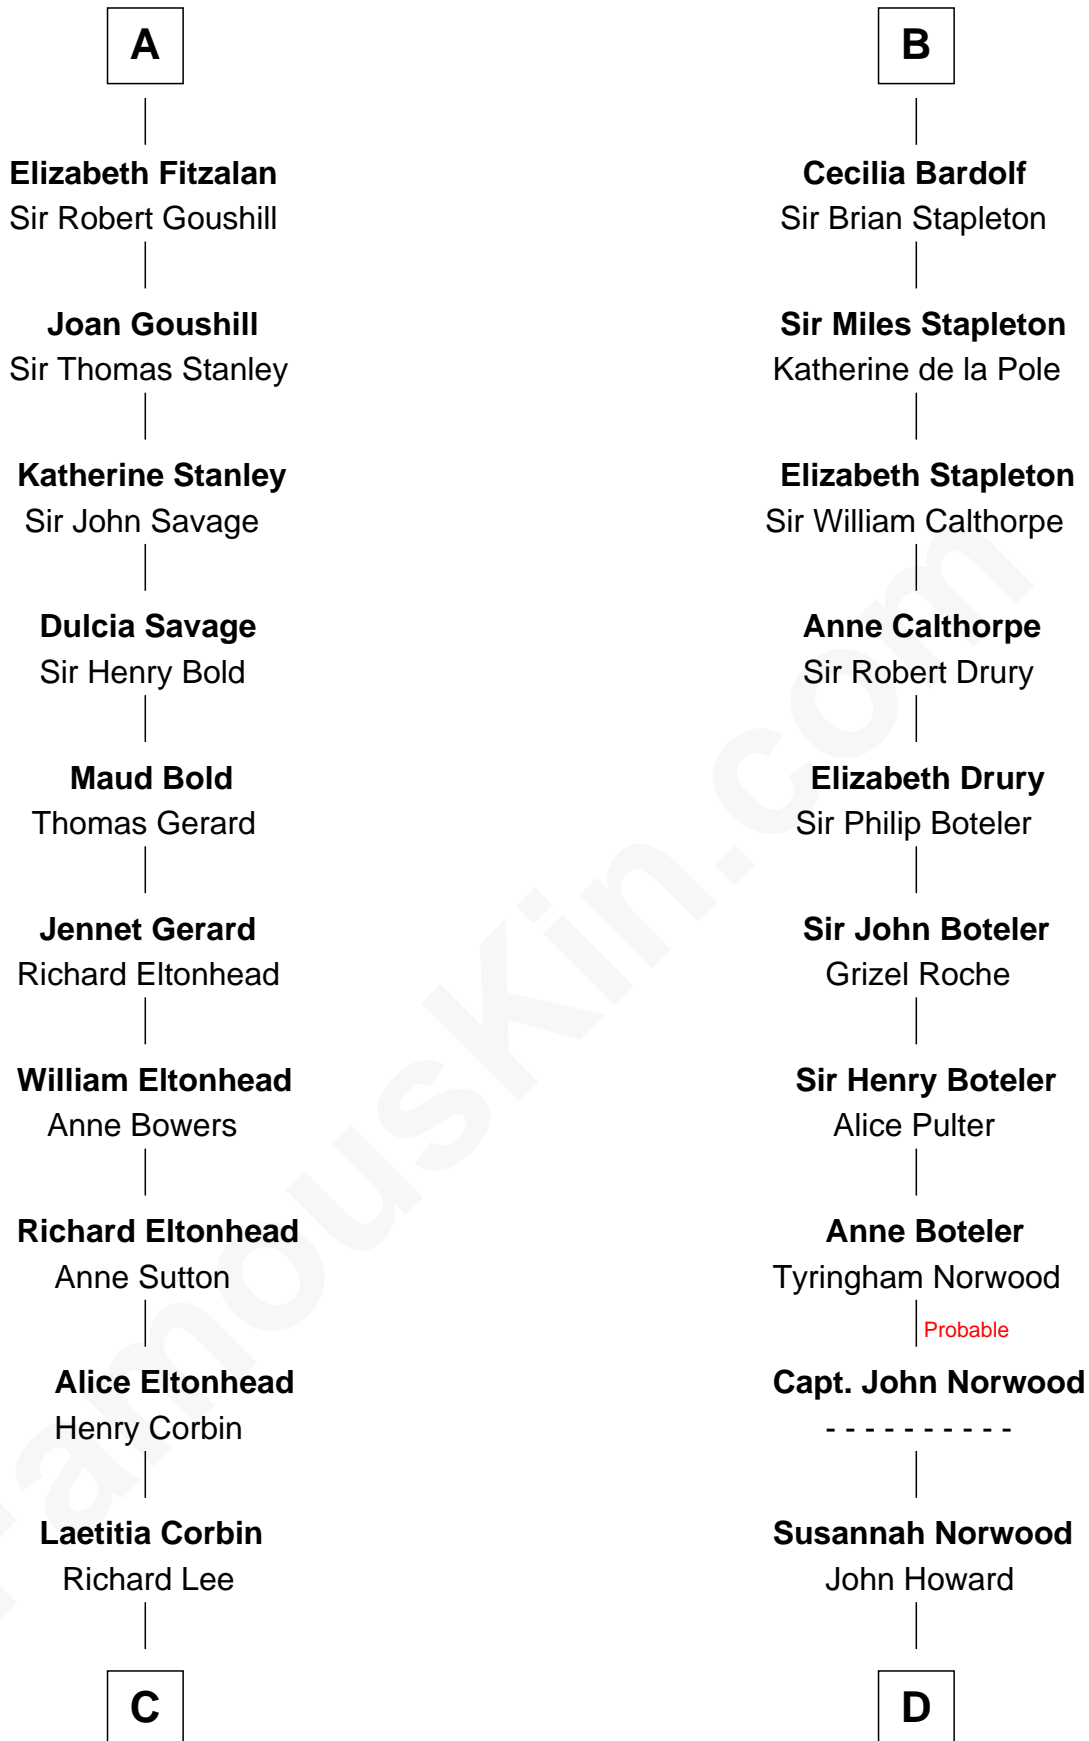 A
Elizabeth Fitzalan
Sir Robert Goushill
Joan Goushill
Sir Thomas Stanley
Katherine Stanley
Sir John Savage
Dulcia Savage
Sir Henry Bold
Maud Bold
Thomas Gerard
Jennet Gerard
Richard Eltonhead
William Eltonhead
Anne Bowers
Richard Eltonhead
Anne Sutton
Alice Eltonhead
Henry Corbin
Laetitia Corbin
Richard Lee
C
B
Cecilia Bardolf
Sir Brian Stapleton
Sir Miles Stapleton
Katherine de la Pole
Elizabeth Stapleton
Sir William Calthorpe
Anne Calthorpe
Sir Robert Drury
Elizabeth Drury
Sir Philip Boteler
Sir John Boteler
Grizel Roche
Sir Henry Boteler
Alice Pulter
Anne Boteler
Tyringham Norwood
Probable
Capt. John Norwood
- - - - - - - - - -
Susannah Norwood
John Howard
D
FamousKin.com